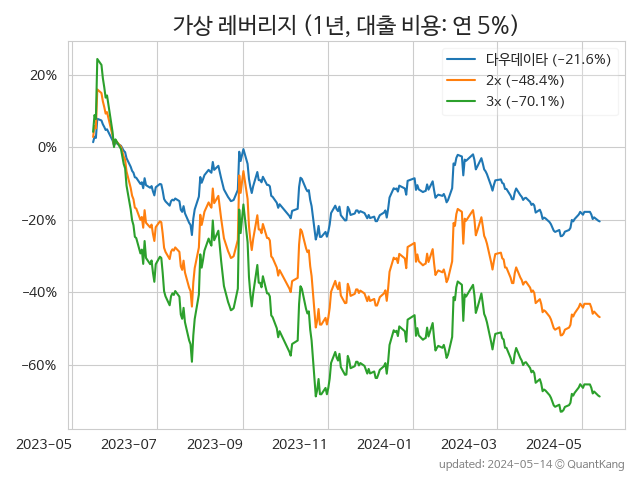 가상 레버리지 (1년, 대출 비용: 연 5%)
다우데이타 (−21.6%)
2x (−48.4%)
3x (−70.1%)
20%
0%
−20%
−40%
−60%
2023-05 2023-07 2023-09 2023-11 2024-01 2024-03 2024-05
updated: 2024-05-14 © QuantKang